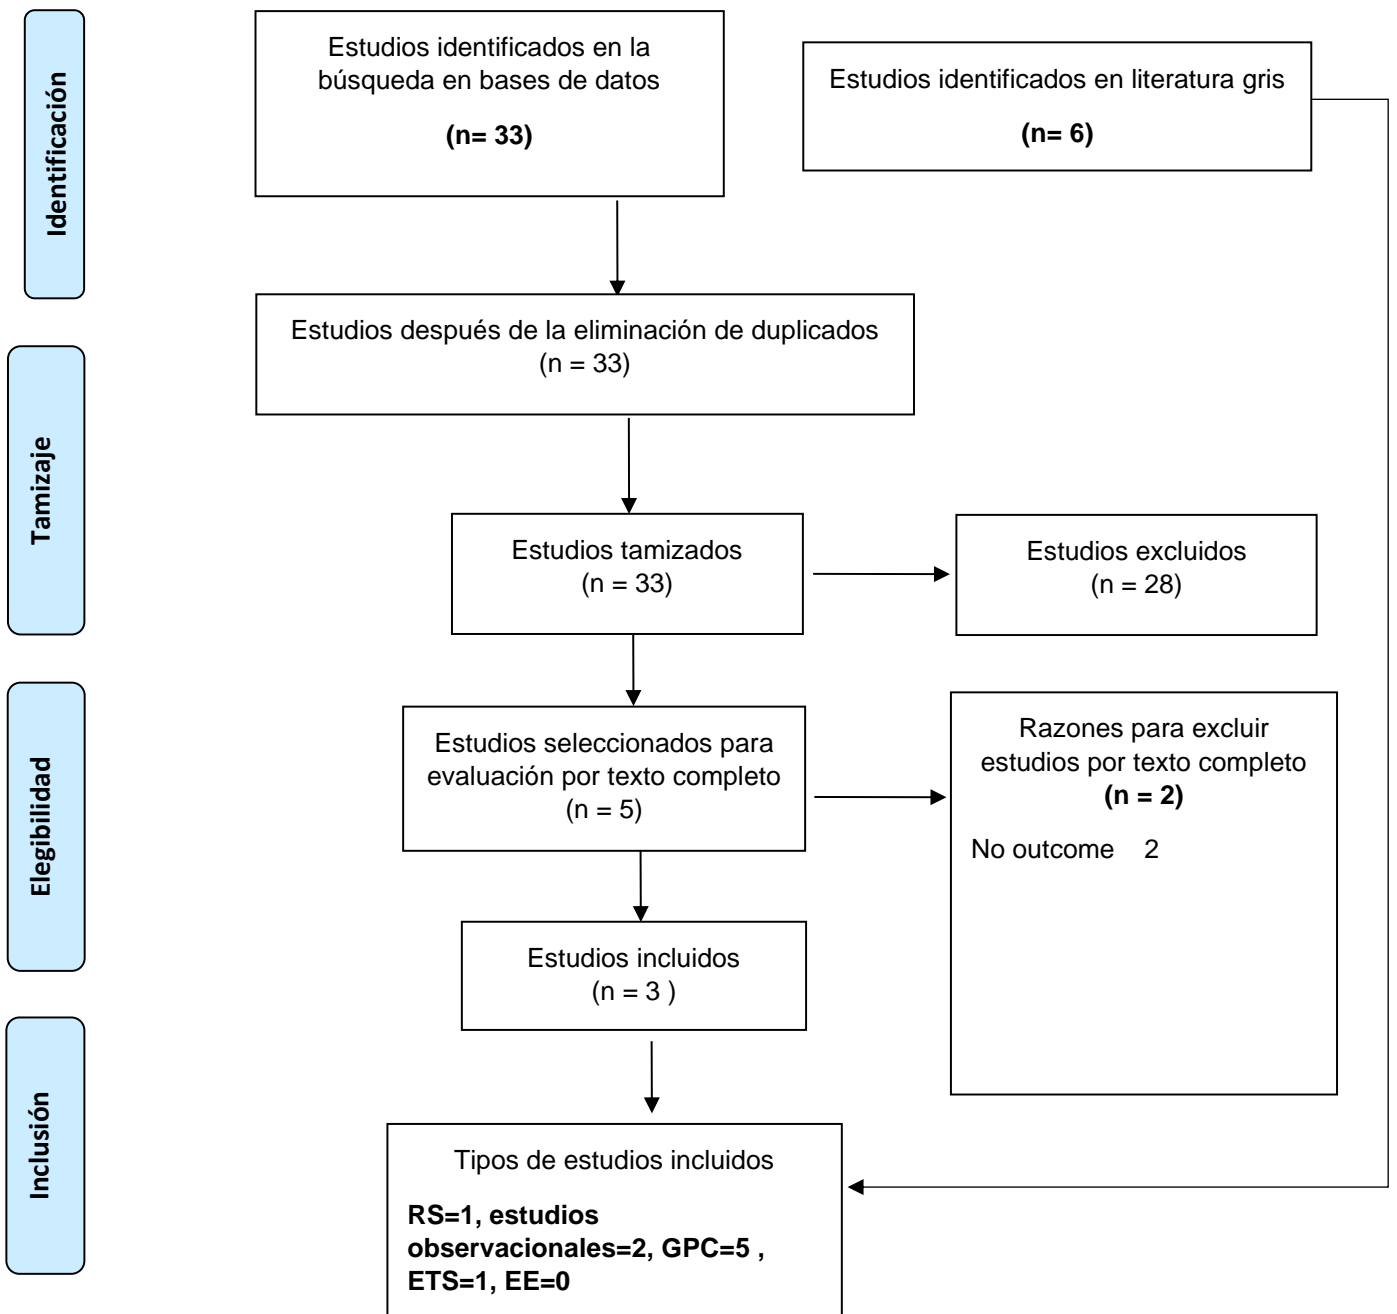 Identificación
Estudios identificados en la
búsqueda en bases de datos
(n= 33)
Estudios identificados en literatura gris
(n= 6)
Estudios después de la eliminación de duplicados
(n = 33)
Tamizaje
Estudios tamizados
(n = 33)
Estudios excluidos
(n = 28)
Elegibilidad
Estudios seleccionados para
evaluación por texto completo
(n = 5)
Razones para excluir
estudios por texto completo
(n = 2)
No outcome 2
Estudios incluidos
(n = 3 )
Inclusión
Tipos de estudios incluidos
RS=1, estudios
observacionales=2, GPC=5 ,
ETS=1, EE=0